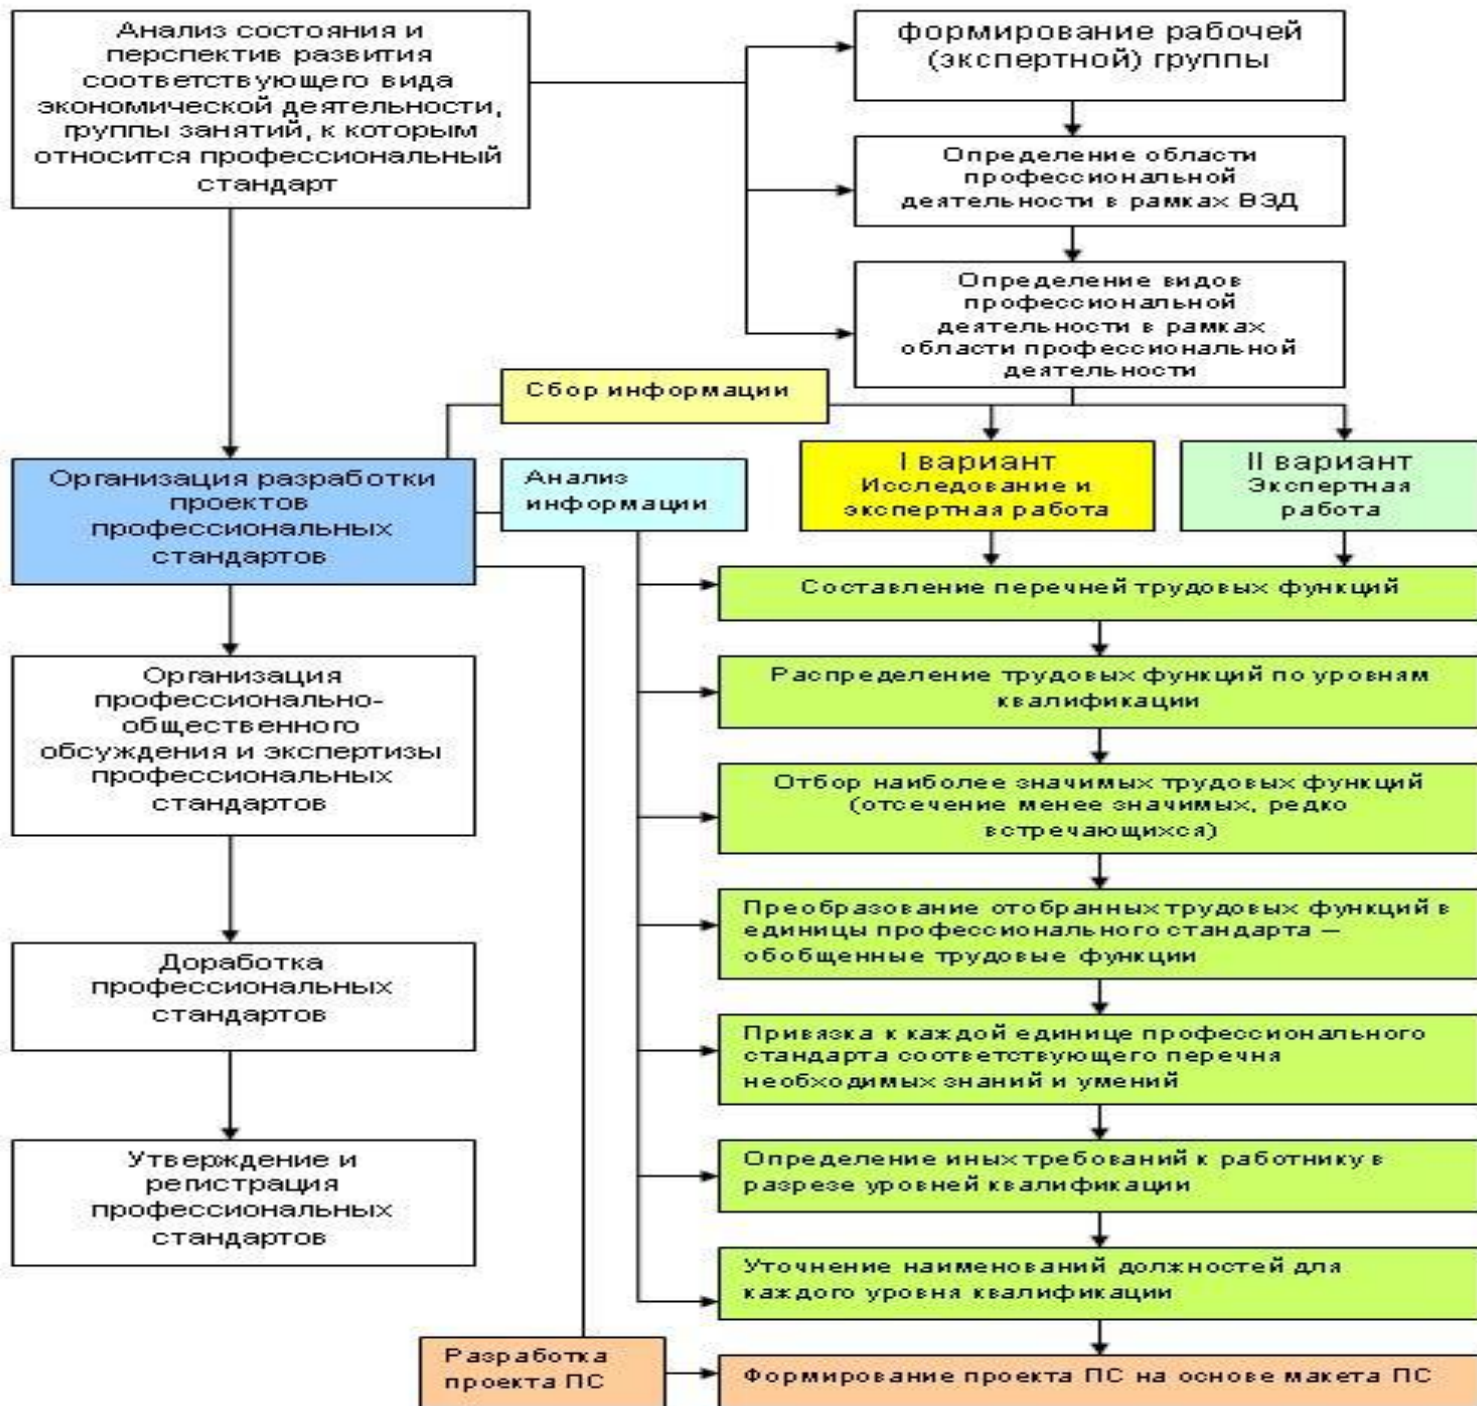 Анализ состояния и
перспектив развития
соответствующего вида
экономической деятельности,
группы занятий, к которым
относится профессиональный
стандарт
формирование рабочей
(экспертной) группы
Определение области
профессиональной
деятельности в рамках ВЭД
Определение видов
профессиональной
деятельности в рамках
области профессиональной
деятельности
Сбор информации
Организация разработки
проектов
профессиональных
стандартов
Анализ
информации
I вариант
Исследование и
экспертная работа
II вариант
Экспертная
работа
Составление перечней трудовых функций
Организация
профессионально-
общественного
обсуждения и экспертизы
профессиональных
стандартов
Распределение трудовых функций по уровням
квалификации
Отбор наиболее значимых трудовых функций
(отсечение менее значимых, редко
встречающихся)
Преобразование отобранных трудовых функций в
единицы профессионального стандарта –
обобщенные трудовые функции
Доработка
профессиональных
стандартов
Привязка к каждой единице профессионального
стандарта соответствующего перечня
необходимых знаний и умений
Утверждение и
регистрация
профессиональных
стандартов
Определение иных требований к работнику в
разрезе уровней квалификации
Уточнение наименований должностей для
каждого уровня квалификации
Разработка
проекта ПС
Формирование проекта ПС на основе макета ПС